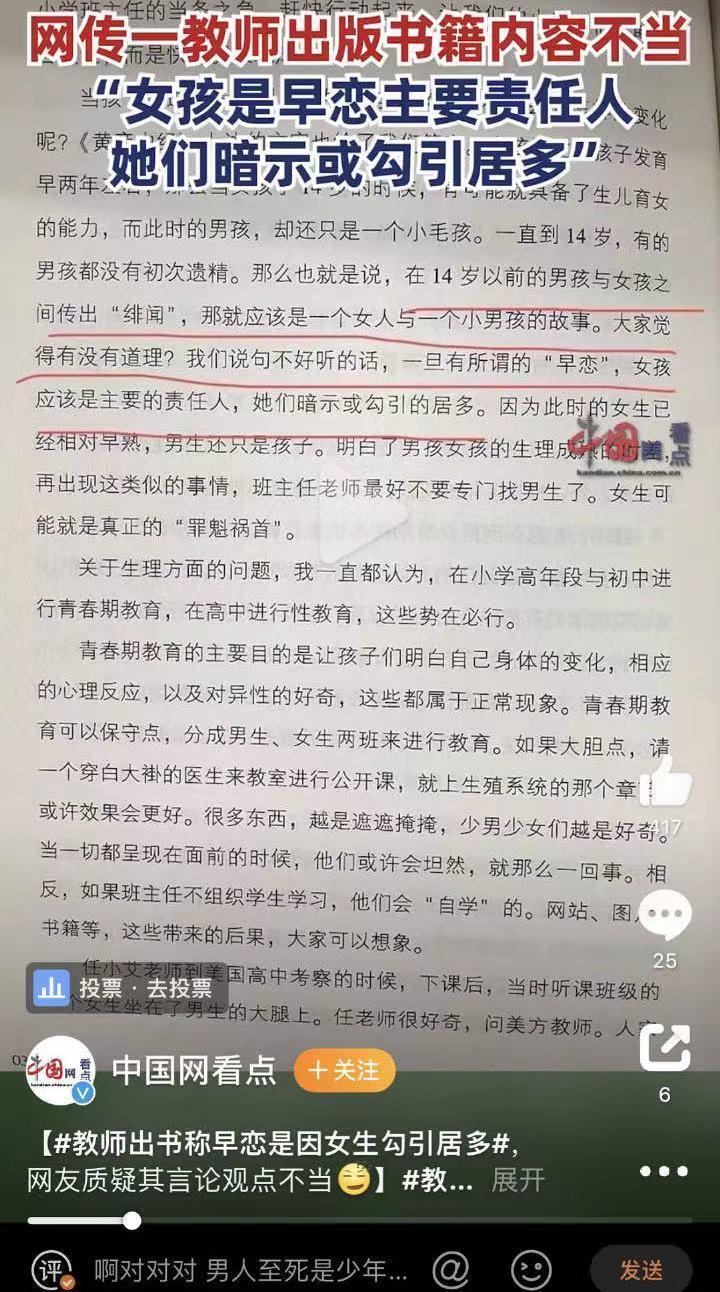 小学班主任的当务之急，赶快行动起来，让我们的
网传一教师出版书籍内容不当
“女孩是早恋主要责任人
她们暗示或勾引居多”
变化
呢？《黄帝内经》
孩子发育
早两年
14岁的时候，有可能就具备了生儿育女
的能力，而此时的男孩，却还只是一个小毛孩。一直到14岁，有的
男孩都没有初次遗精。那么也就是说，在14岁以前的男孩与女孩之
间传出“绯闻”，那就应该是一个女人与一个小男孩的故事。大家觉
得有没有道理？我们说句不好听的话，一旦有所谓的“早恋”，女孩
应该是主要的责任人，她们暗示或勾引的居多。因为此时的女生已
经相对早熟，男生还只是孩子。明白了男孩女孩的生理成熟的
再出现这类似的事情，班主任老师最好不要专门找男生了。女生可
能就是真正的“罪魁祸首”。
中国网看点
kandian.china.com.cn
关于生理方面的问题，我一直都认为，在小学高年段与初中进
行青春期教育，在高中进行性教育，这些势在必行。
青春期教育的主要目的是让孩子们明白自己身体的变化，相应
的心理反应，以及对异性的好奇，这些都属于正常现象。青春期教
育可以保守点，分成男生、女生两班来进行教育。如果大胆点，请
一个穿白大褂的医生来教室进行公开课，就上生殖系统的那个章
或许效果会更好。很多东西，越是遮遮掩掩，少男少女们越是好奇。
当一切都呈现在面前的时候，他们或许会坦然，就那么一回事。相
反，如果班主任不组织学生学习，他们会“自学”的。网站、图
书籍等，这些带来的后果，大家可以想象。
任小艾老师到美国高中考察的时候，下课后，当时听课班级的
个女生坐在了男生的大腿上。任老师很好奇，问美方教师。人家
417
25
投票·去投票
中国网看点
kandian.china.com.cn
中国网看点
＋关注
6
【#教师出书称早恋是因女生勾引居多#，
网友质疑其言论观点不当】#教... 展开
评
啊对对对 男人至死是少年...
@
发送